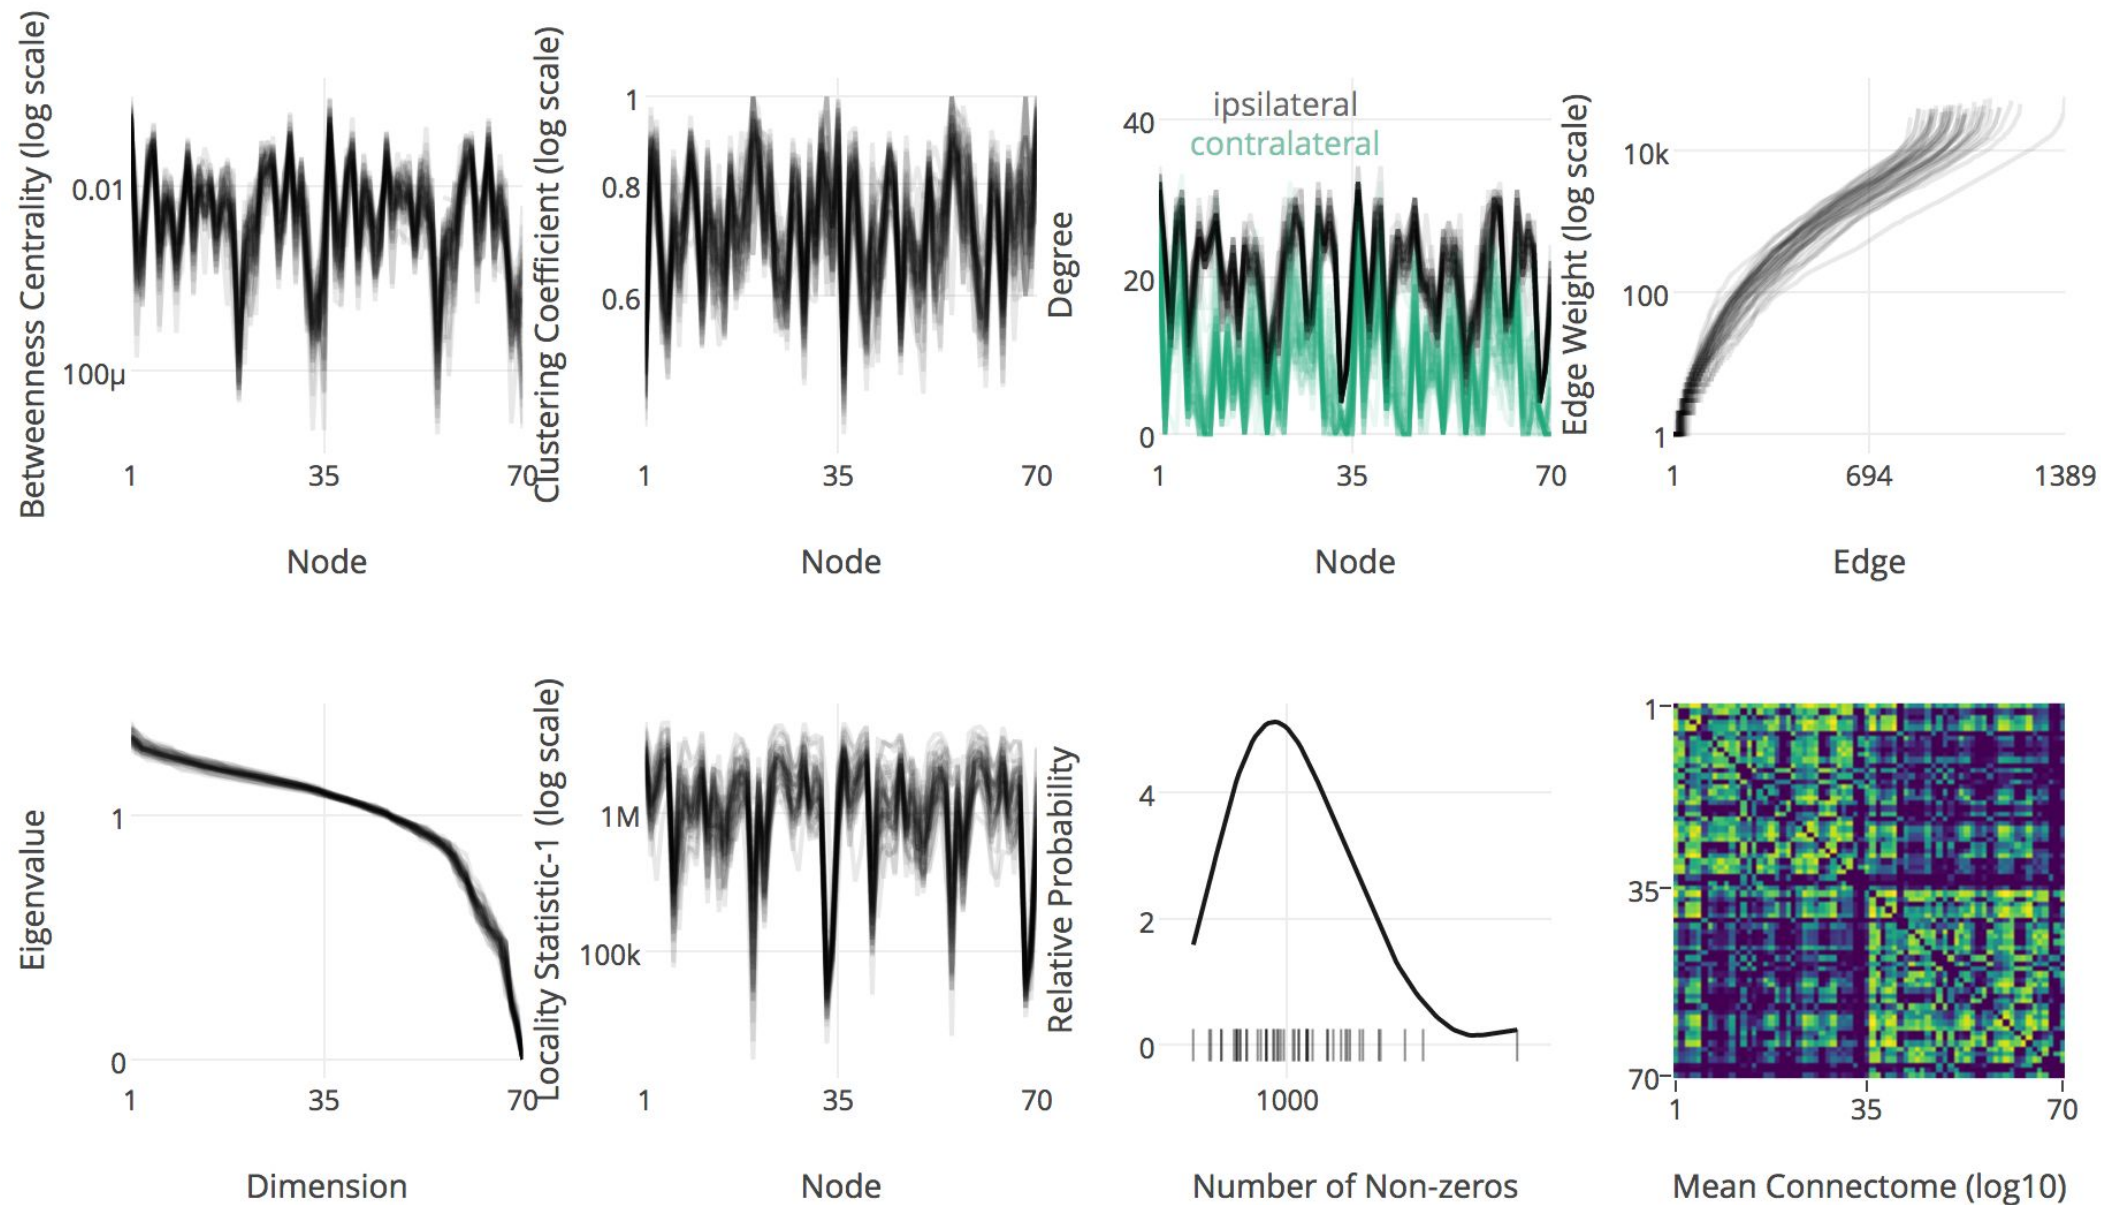 Betweenness Centrality (log scale)
0.01
100µ
1
35
70
Node
Clustering Coefficient (log scale)
1
0.8
0.6
1
35
70
Node
Degree
ipsilateral
contralateral
40
20
0
1
35
70
Node
Edge Weight (log scale)
10k
100
1
1
694
1389
Edge
Eigenvalue
1
0
1
35
70
Dimension
Locality Statistic-1 (log scale)
1M
100k
1
35
70
Node
Relative Probability
4
2
0
1000
Number of Non-zeros
1
35
70
1
35
70
Mean Connectome (log10)